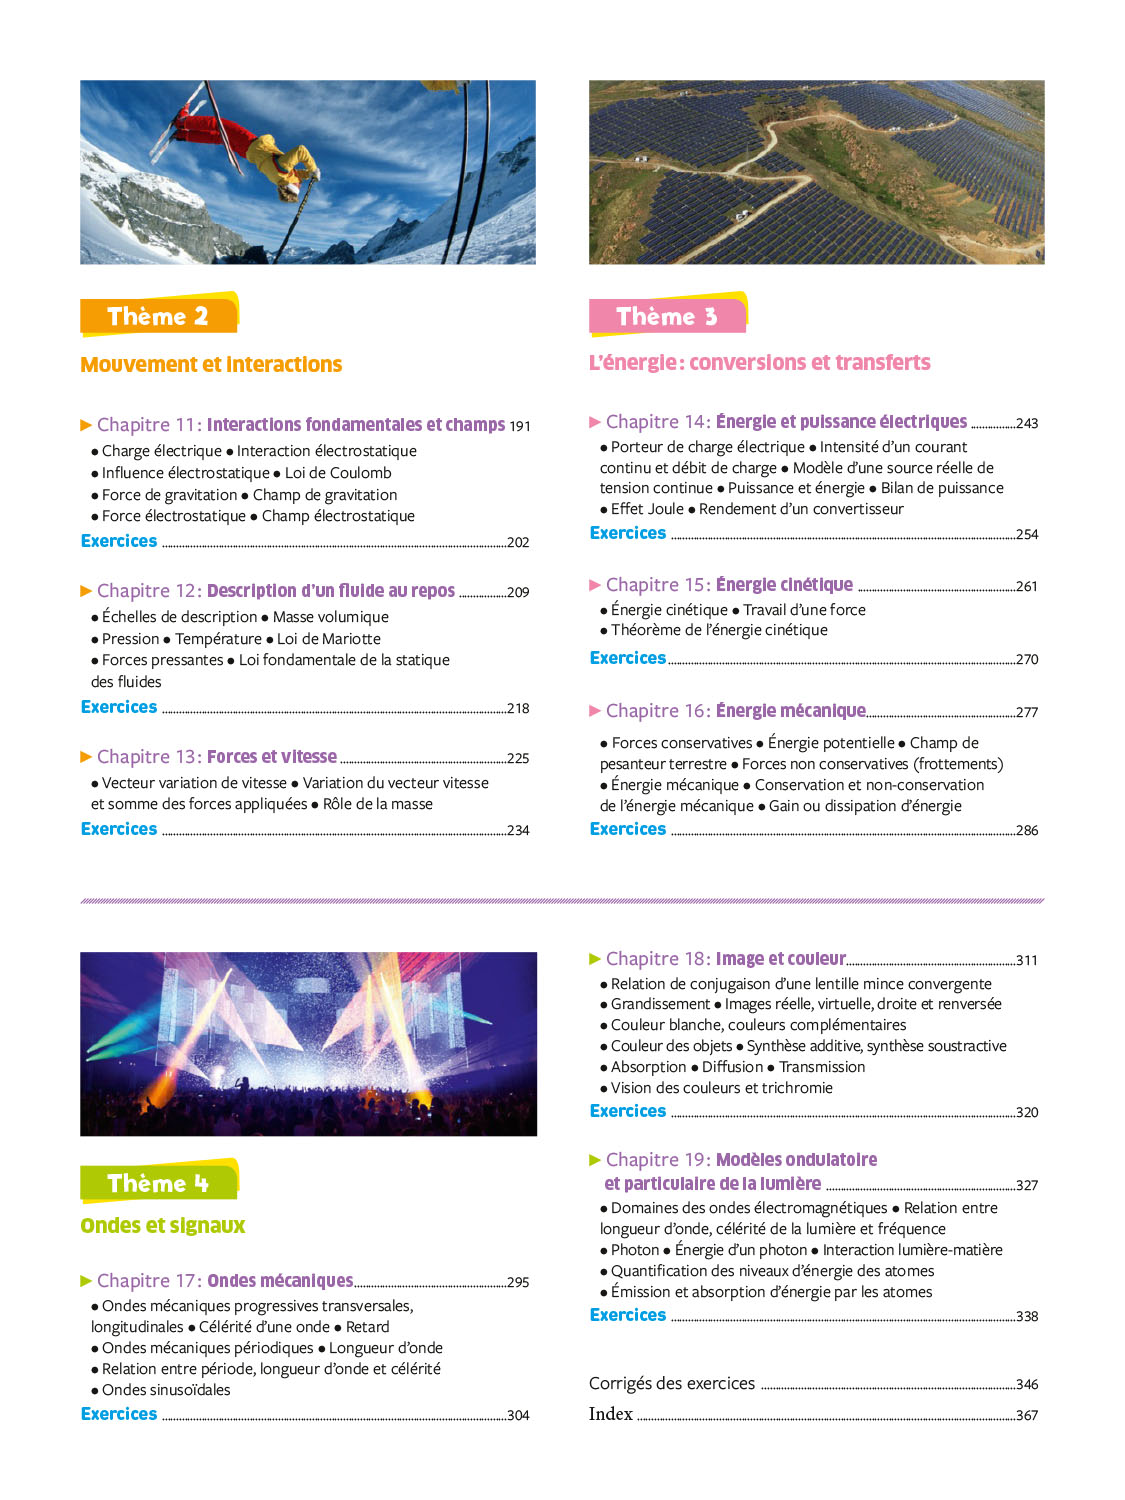 Thème 2
Mouvement et interactions
▶ Chapitre 11 : Interactions fondamentales et champs 191
● Charge électrique ● Interaction électrostatique
● Influence électrostatique ● Loi de Coulomb
● Force de gravitation ● Champ de gravitation
● Force électrostatique ● Champ électrostatique
Exercices 202
▶ Chapitre 12 : Description d'un fluide au repos 209
● Échelles de description ● Masse volumique
● Pression ● Température ● Loi de Mariotte
● Forces pressantes ● Loi fondamentale de la statique
des fluides
Exercices 218
▶ Chapitre 13 : Forces et vitesse 225
● Vecteur variation de vitesse ● Variation du vecteur vitesse
et somme des forces appliquées ● Rôle de la masse
Exercices 234
Thème 3
L'énergie : conversions et transferts
▶ Chapitre 14 : Énergie et puissance électriques 243
● Porteur de charge électrique ● Intensité d'un courant
continu et débit de charge ● Modèle d'une source réelle de
tension continue ● Puissance et énergie ● Bilan de puissance
● Effet Joule ● Rendement d'un convertisseur
Exercices 254
▶ Chapitre 15 : Énergie cinétique 261
● Énergie cinétique ● Travail d'une force
● Théorème de l'énergie cinétique
Exercices 270
▶ Chapitre 16 : Énergie mécanique 277
● Forces conservatives ● Énergie potentielle ● Champ de
pesanteur terrestre ● Forces non conservatives (frottements)
● Énergie mécanique ● Conservation et non-conservation
de l'énergie mécanique ● Gain ou dissipation d'énergie
Exercices 286
Thème 4
Ondes et signaux
▶ Chapitre 17 : Ondes mécaniques 295
● Ondes mécaniques progressives transversales,
longitudinales ● Célérité d'une onde ● Retard
● Ondes mécaniques périodiques ● Longueur d'onde
● Relation entre période, longueur d'onde et célérité
● Ondes sinusoïdales
Exercices 304
▶ Chapitre 18 : Image et couleur 311
● Relation de conjugaison d'une lentille mince convergente
● Grandissement ● Images réelle, virtuelle, droite et renversée
● Couleur blanche, couleurs complémentaires
● Couleur des objets ● Synthèse additive, synthèse soustractive
● Absorption ● Diffusion ● Transmission
● Vision des couleurs et trichromie
Exercices 320
▶ Chapitre 19 : Modèles ondulatoire
et particulaire de la lumière 327
● Domaines des ondes électromagnétiques ● Relation entre
longueur d'onde, célérité de la lumière et fréquence
● Photon ● Énergie d'un photon ● Interaction lumière-matière
● Quantification des niveaux d'énergie des atomes
● Émission et absorption d'énergie par les atomes
Exercices 338
Corrigés des exercices 346
Index 367